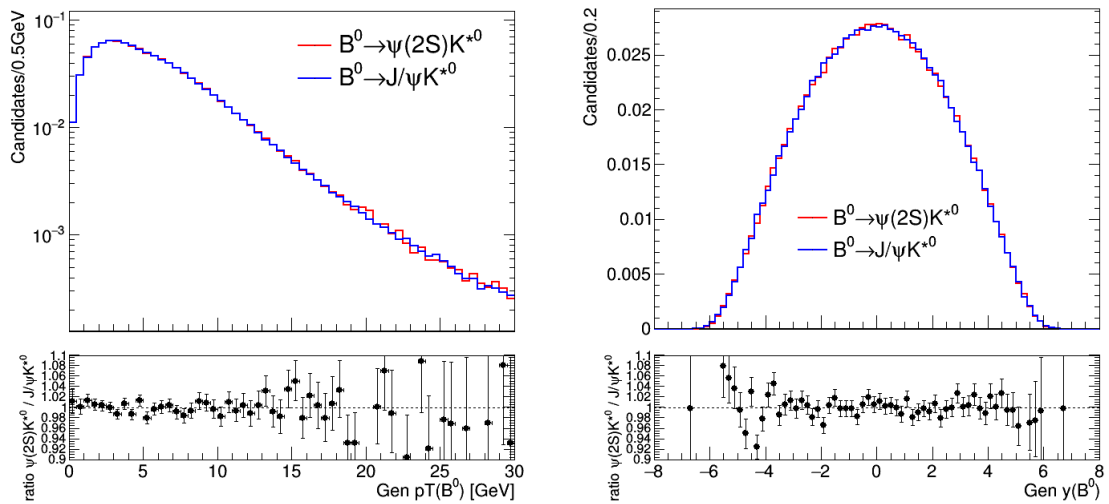 Candidates/0.5GeV
10⁻¹
10⁻²
10⁻³
B⁰→ψ(2S)K*⁰
B⁰→J/ψK*⁰
ratio ψ(2S)K*⁰ / J/ψK*⁰
1.1
1.08
1.06
1.04
1.02
1
0.98
0.96
0.94
0.92
0.9
0 5 10 15 20 25 30
Gen pT(B⁰) [GeV]
Candidates/0.2
0.025
0.02
0.015
0.01
0.005
0
B⁰→ψ(2S)K*⁰
B⁰→J/ψK*⁰
ratio ψ(2S)K*⁰ / J/ψK*⁰
1.1
1.08
1.06
1.04
1.02
1
0.98
0.96
0.94
0.92
0.9
−8 −6 −4 −2 0 2 4 6 8
Gen y(B⁰)